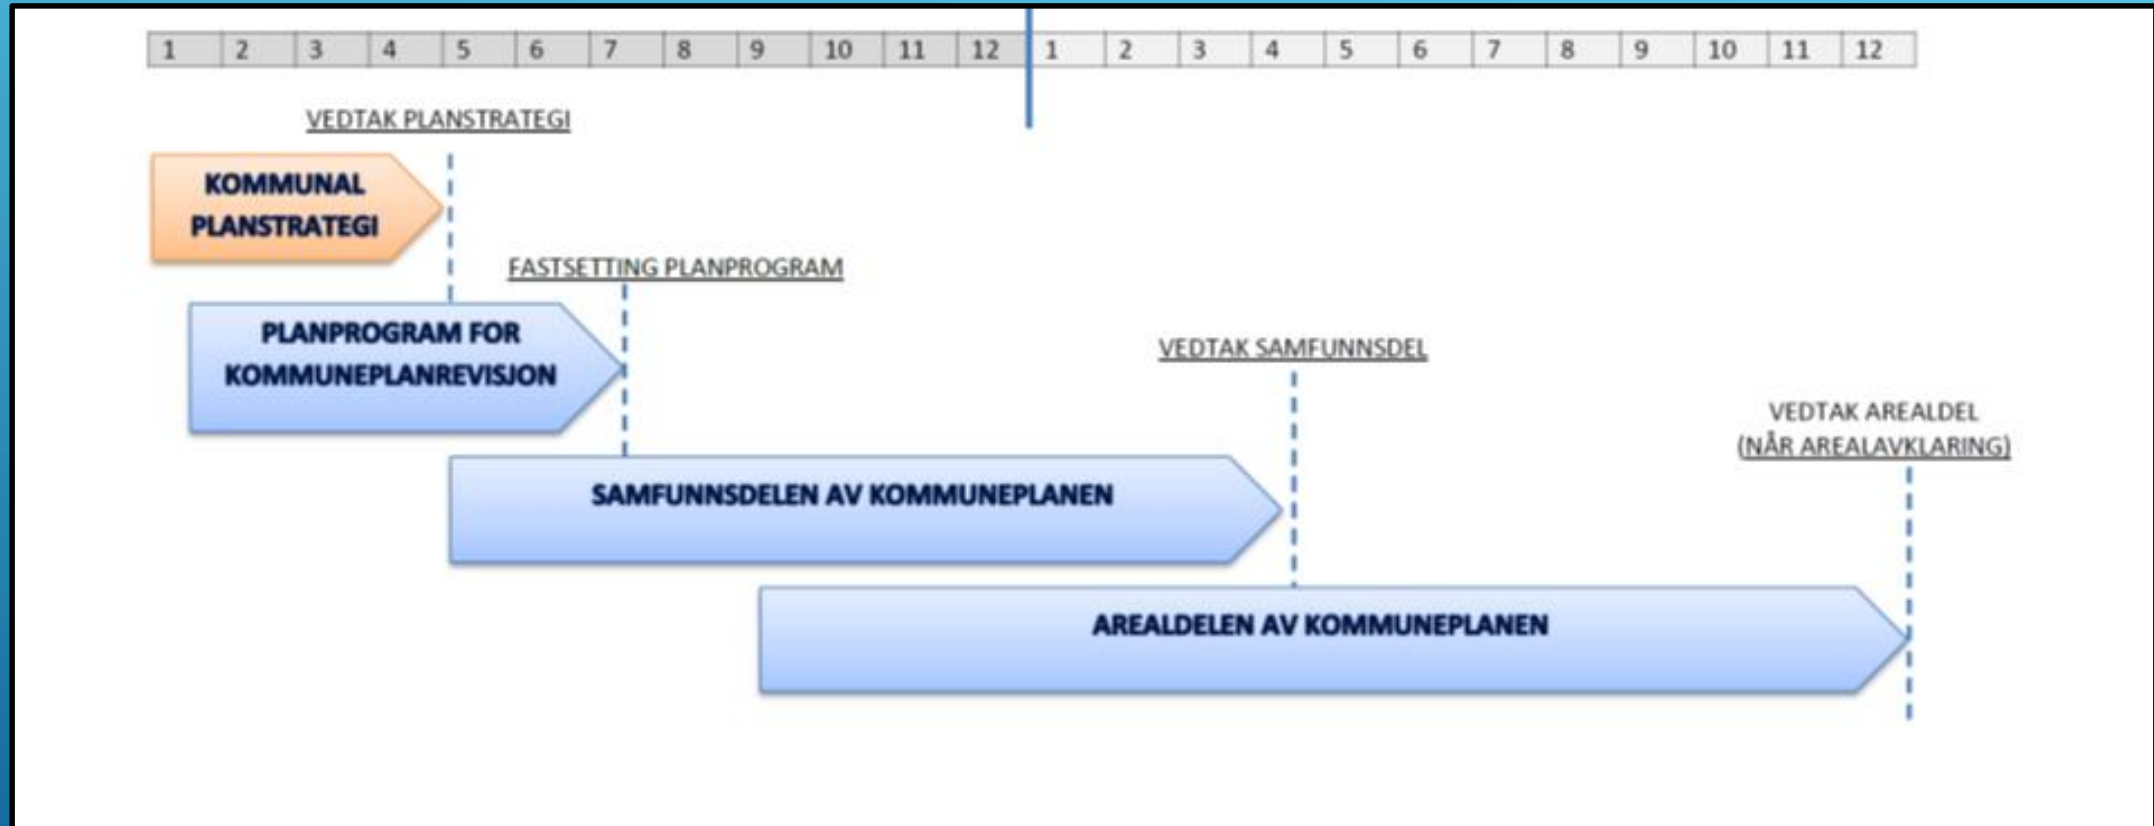 1 2 3 4 5 6 7 8 9 10 11 12 1 2 3 4 5 6 7 8 9 10 11 12
VEDTAK PLANSTRATEGI
KOMMUNAL
PLANSTRATEGI
FASTSETTING PLANPROGRAM
PLANPROGRAM FOR
KOMMUNEPLANREVISJON
VEDTAK SAMFUNNSDEL
VEDTAK AREALDEL
(NÅR AREALAVKLARING)
SAMFUNNSDELEN AV KOMMUNEPLANEN
AREALDELEN AV KOMMUNEPLANEN